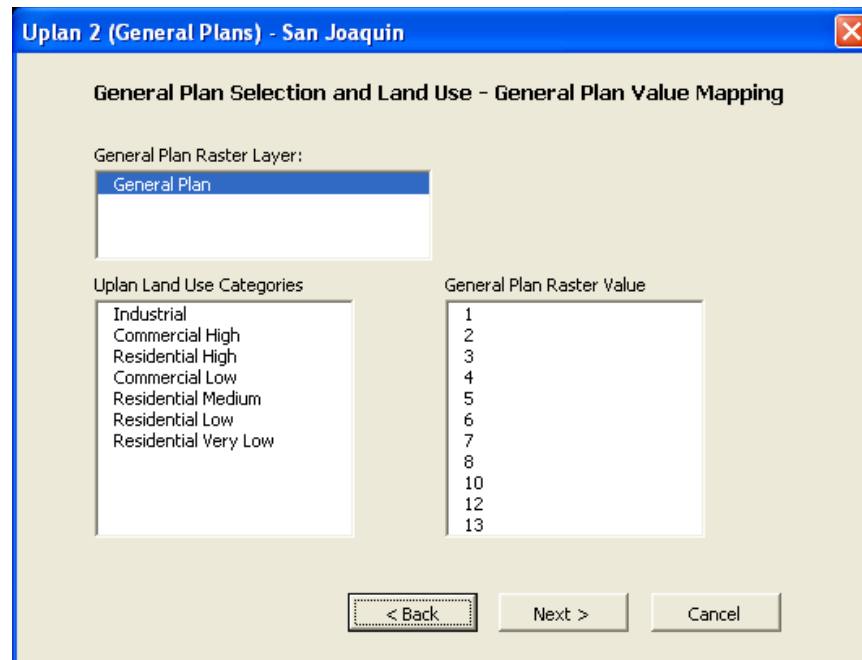 Uplan 2 (General Plans) - San Joaquin
General Plan Selection and Land Use - General Plan Value Mapping
General Plan Raster Layer:
General Plan
Uplan Land Use Categories
Industrial
Commercial High
Residential High
Commercial Low
Residential Medium
Residential Low
Residential Very Low
General Plan Raster Value
1
2
3
4
5
6
7
8
10
12
13
< Back
Next >
Cancel